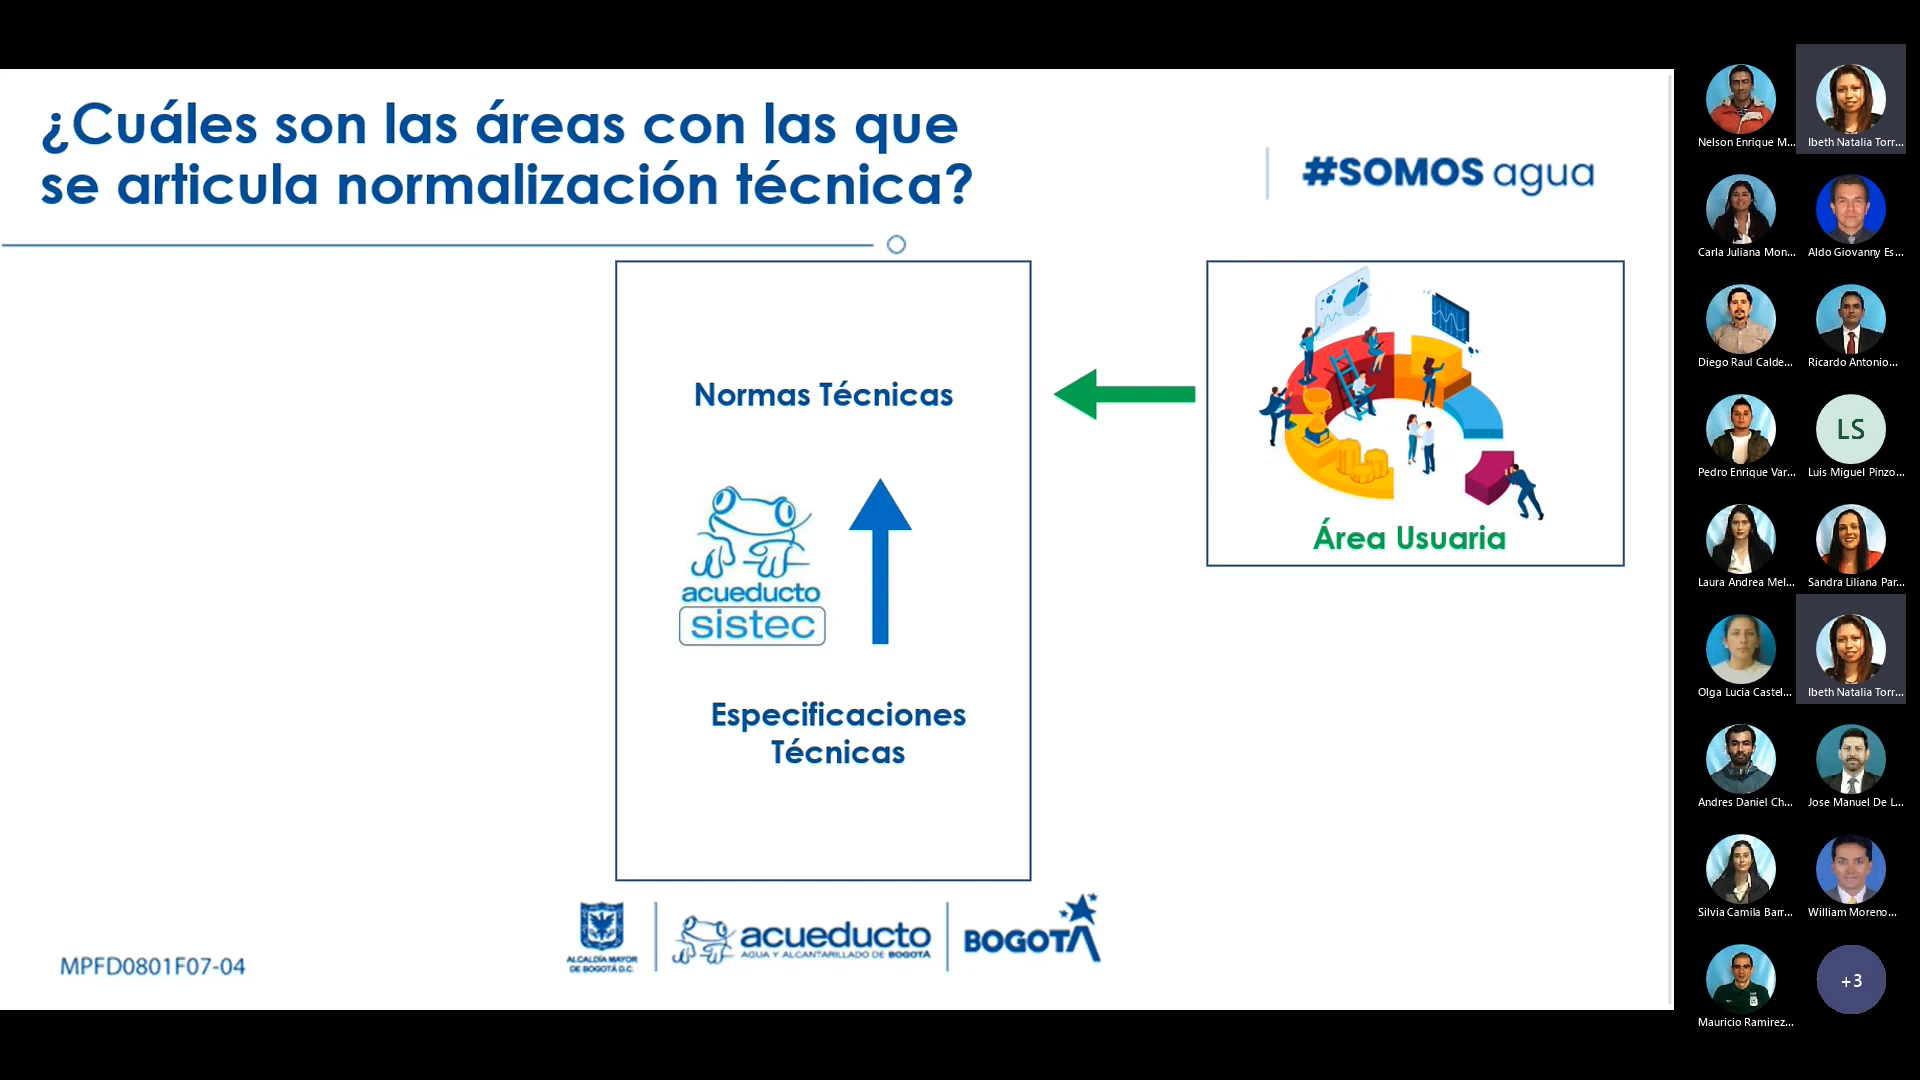 ¿Cuáles son las áreas con las que
se articula normalización técnica?
#SOMOS agua
Normas Técnicas
acueducto
sistec
Especificaciones
Técnicas
Área Usuaria
MPFD0801F07-04
ALCALDÍA MAYOR
DE BOGOTÁ D.C.
acueducto
AGUA Y ALCANTARILLADO DE BOGOTÁ
BOGOTÁ
Nelson Enrique M...
Ibeth Natalia Torr...
Carla Juliana Mon...
Aldo Giovanny Es...
Diego Raul Calde...
Ricardo Antonio...
Pedro Enrique Var...
LS
Luis Miguel Pinzo...
Laura Andrea Mel...
Sandra Liliana Par...
Olga Lucia Castel...
Ibeth Natalia Torr...
Andres Daniel Ch...
Jose Manuel De L...
Silvia Camila Barr...
William Moreno...
Mauricio Ramirez...
+3